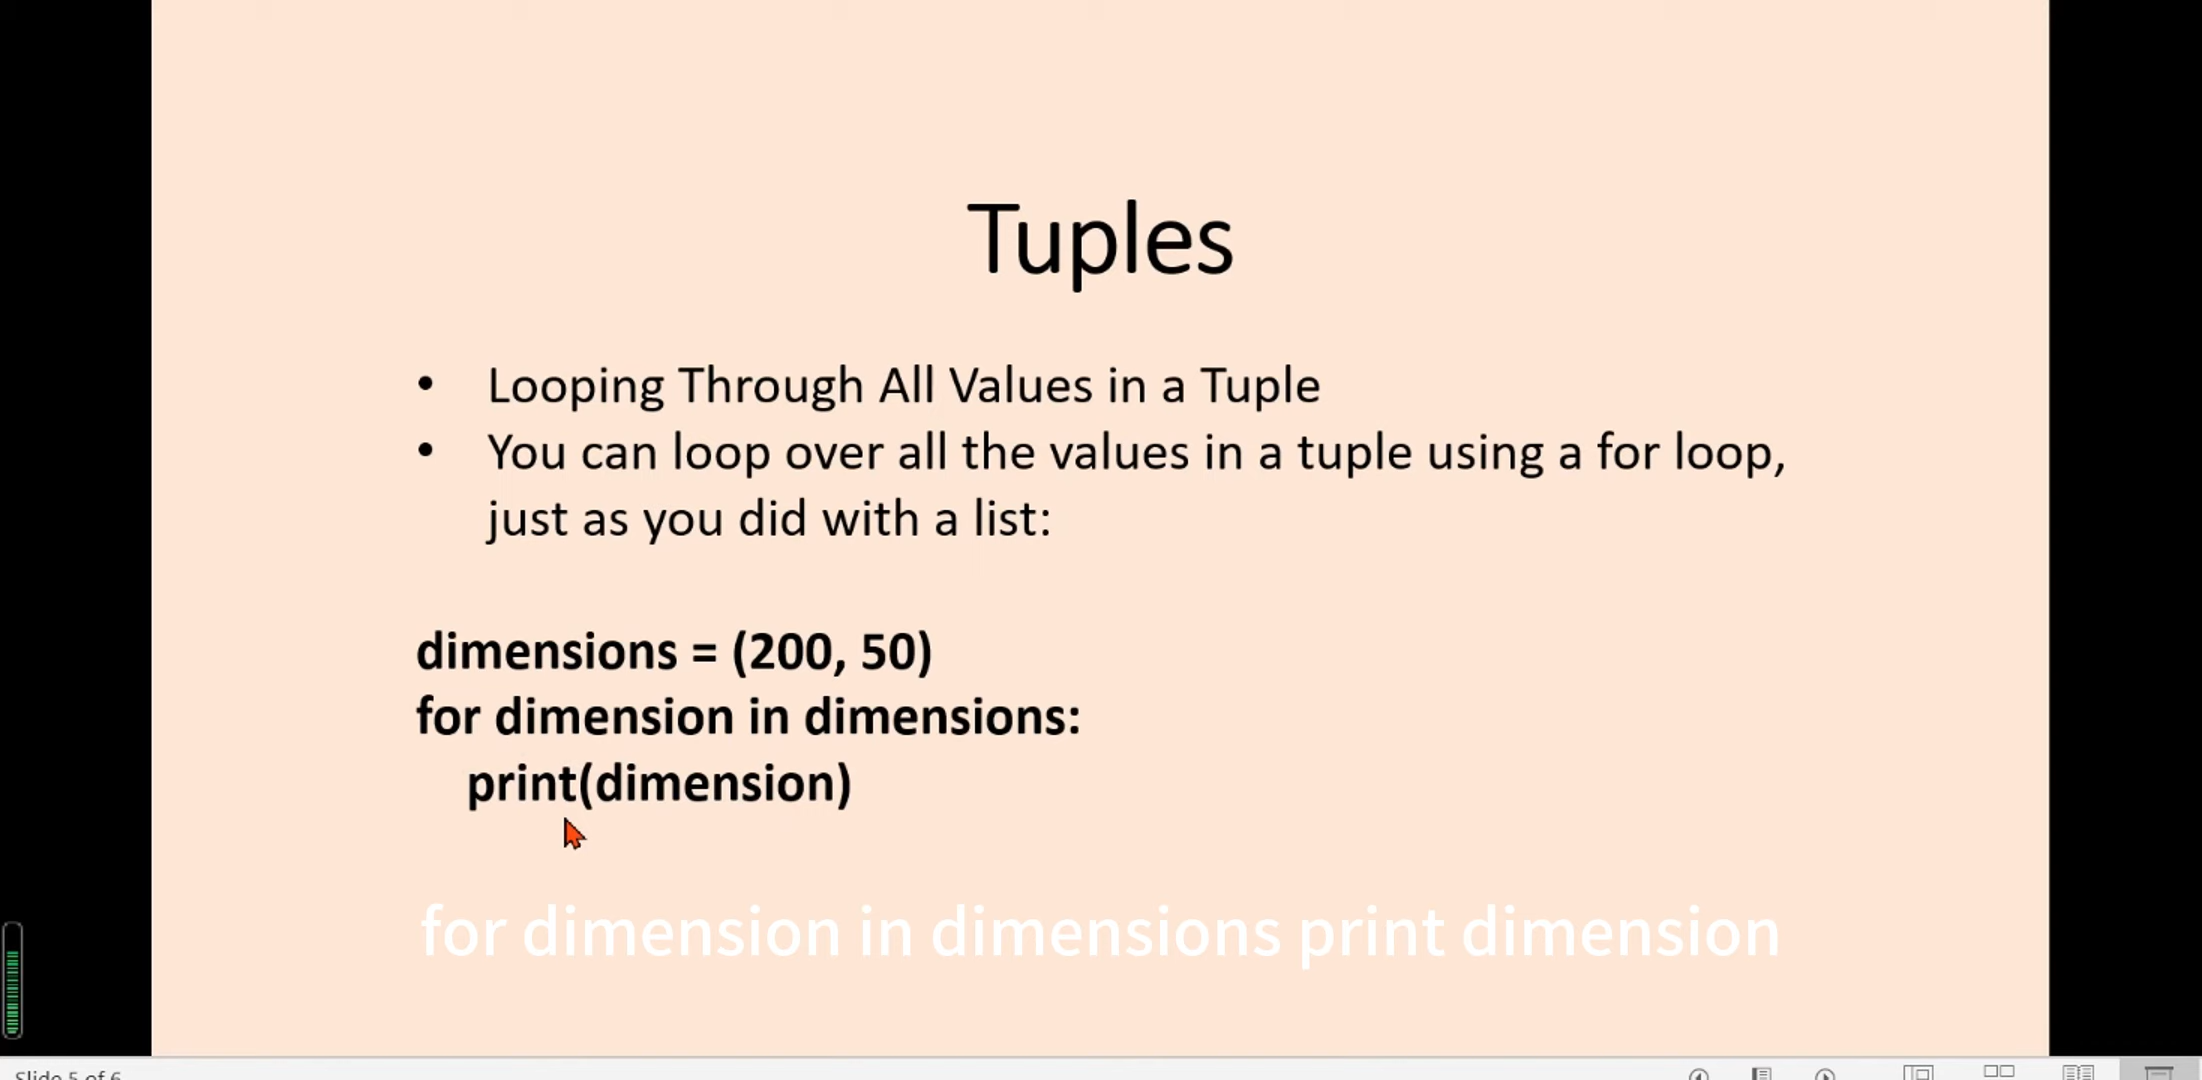 Tuples
• Looping Through All Values in a Tuple
• You can loop over all the values in a tuple using a for loop,
just as you did with a list:
dimensions = (200, 50)
for dimension in dimensions:
print(dimension)
for dimension in dimensions print dimension
Slide 5 of 6